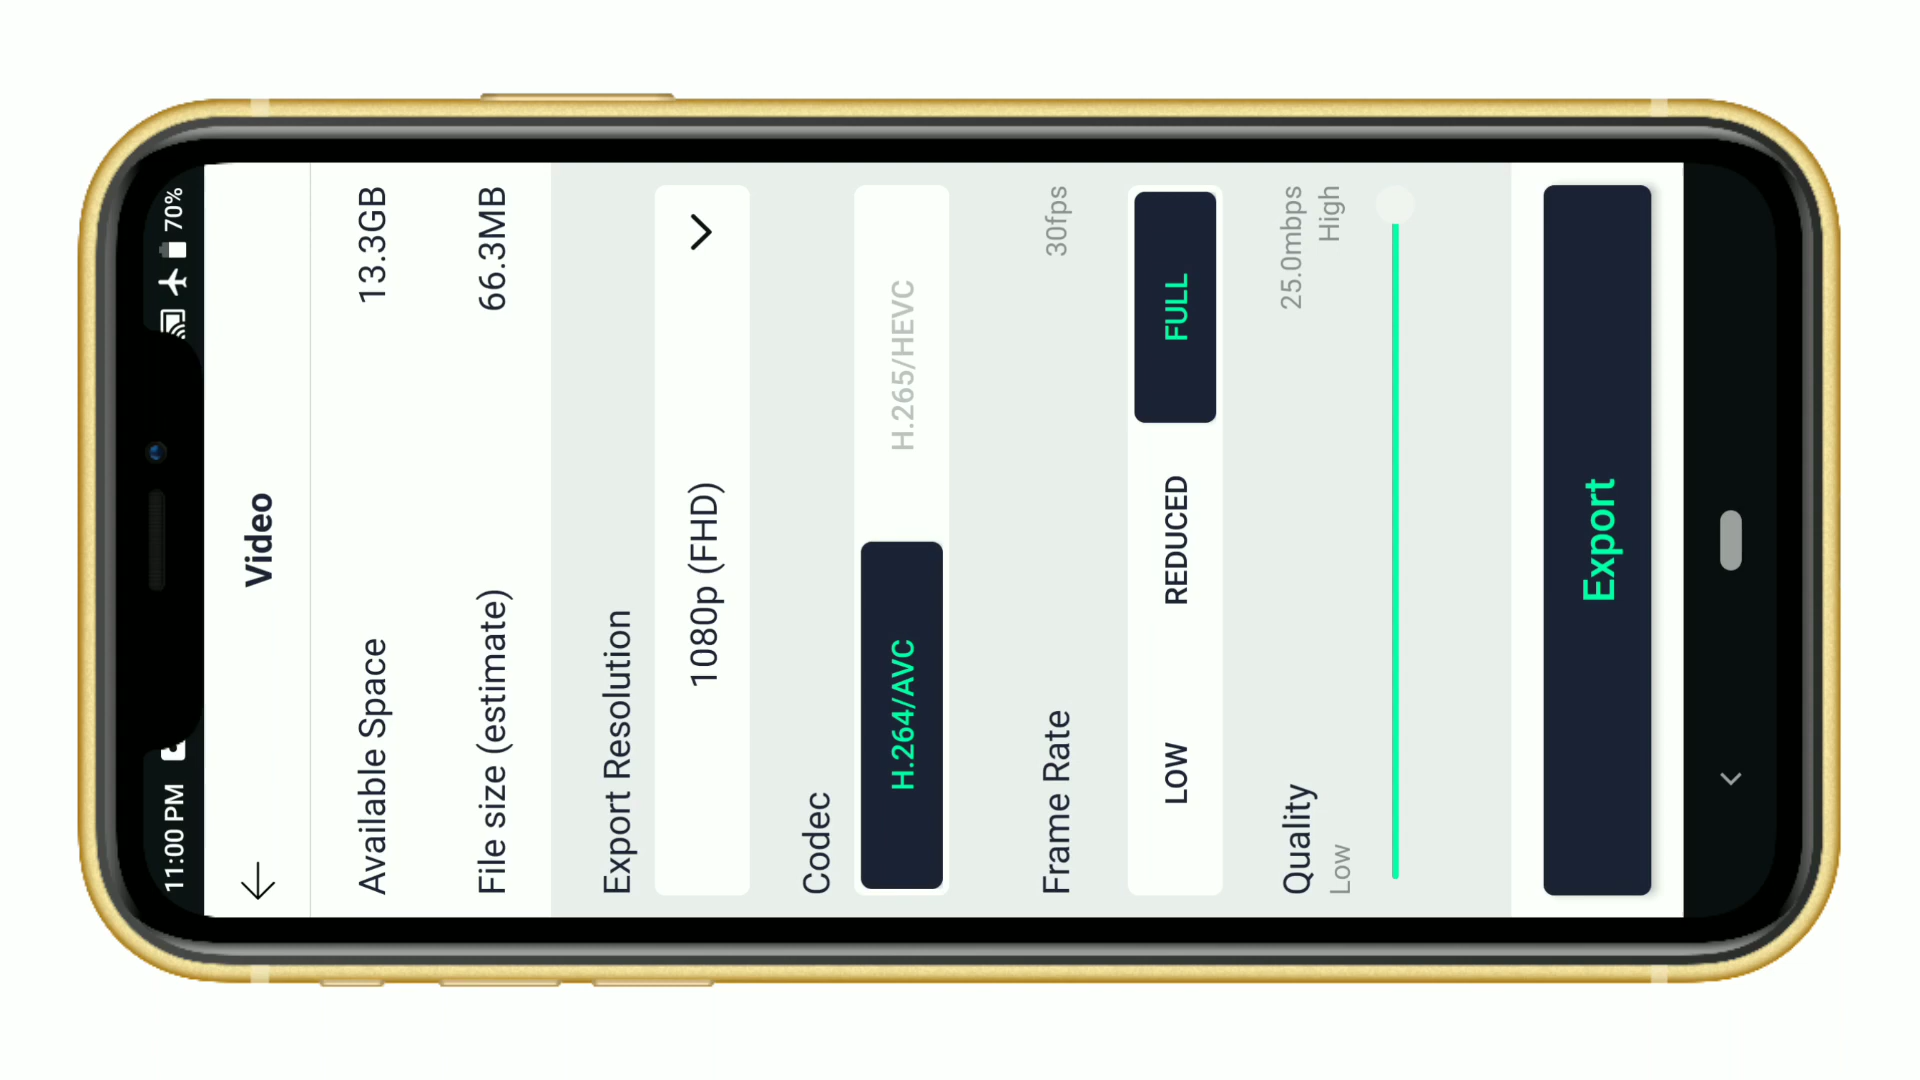 11:00 PM 70%
Video
Available Space 13.3GB
File size (estimate) 66.3MB
Export Resolution
1080p (FHD)
Codec
H.264/AVC H.265/HEVC
Frame Rate 30fps
LOW REDUCED FULL
Quality 25.0mbps
Low High
Export